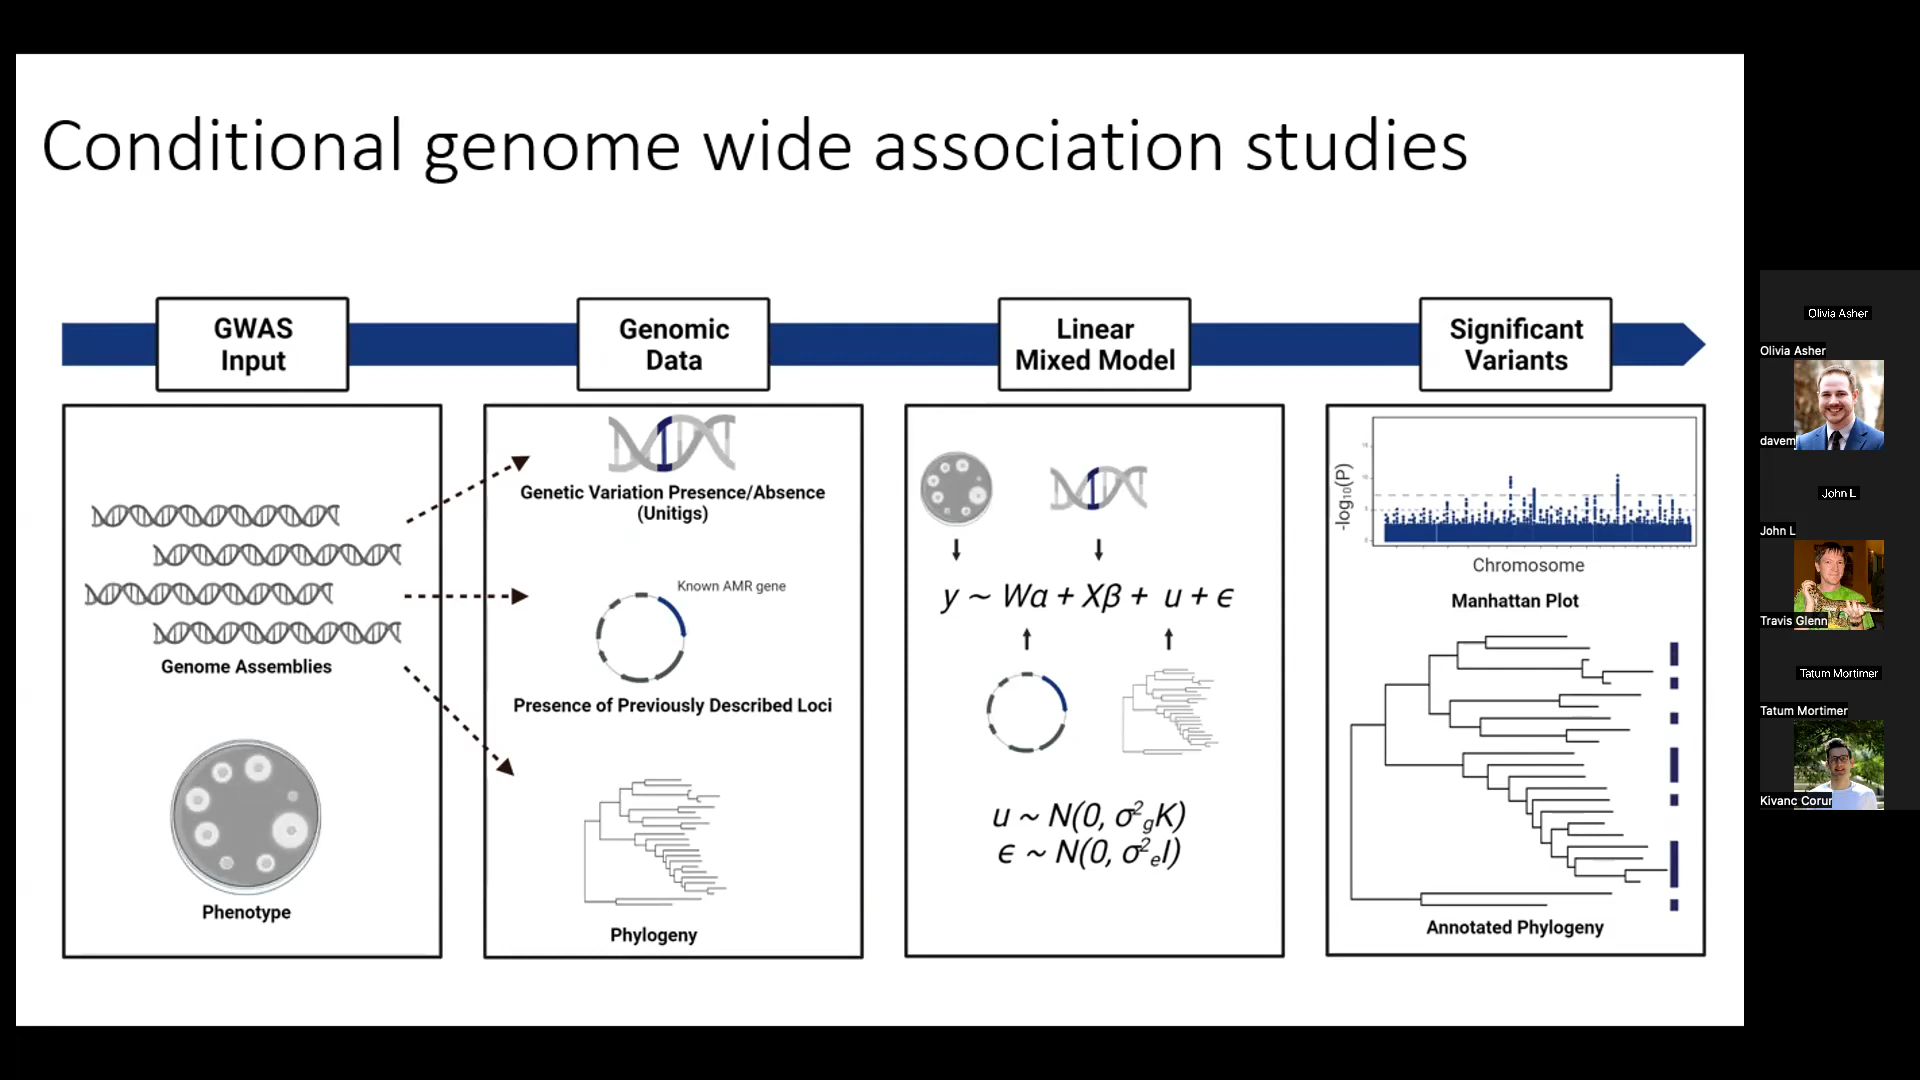 Conditional genome wide association studies
GWAS
Input
Genomic
Data
Linear
Mixed Model
Significant
Variants
Genome Assemblies
Phenotype
Genetic Variation Presence/Absence
(Unitigs)
Known AMR gene
Presence of Previously Described Loci
Phylogeny
y ~ Wα + Xβ + u + ϵ
u ~ N(0, σ²gK)
ϵ ~ N(0, σ²eI)
-log10(P)
Chromosome
Manhattan Plot
Annotated Phylogeny
Olivia Asher
Olivia Asher
davem
John L
John L
Travis Glenn
Tatum Mortimer
Tatum Mortimer
Kivanc Corur